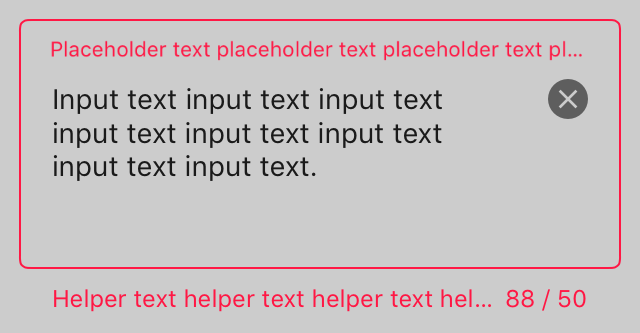 Placeholder text placeholder text placeholder text pl...
Input text input text input text
input text input text input text
input text input text.
Helper text helper text helper text hel... 88 / 50